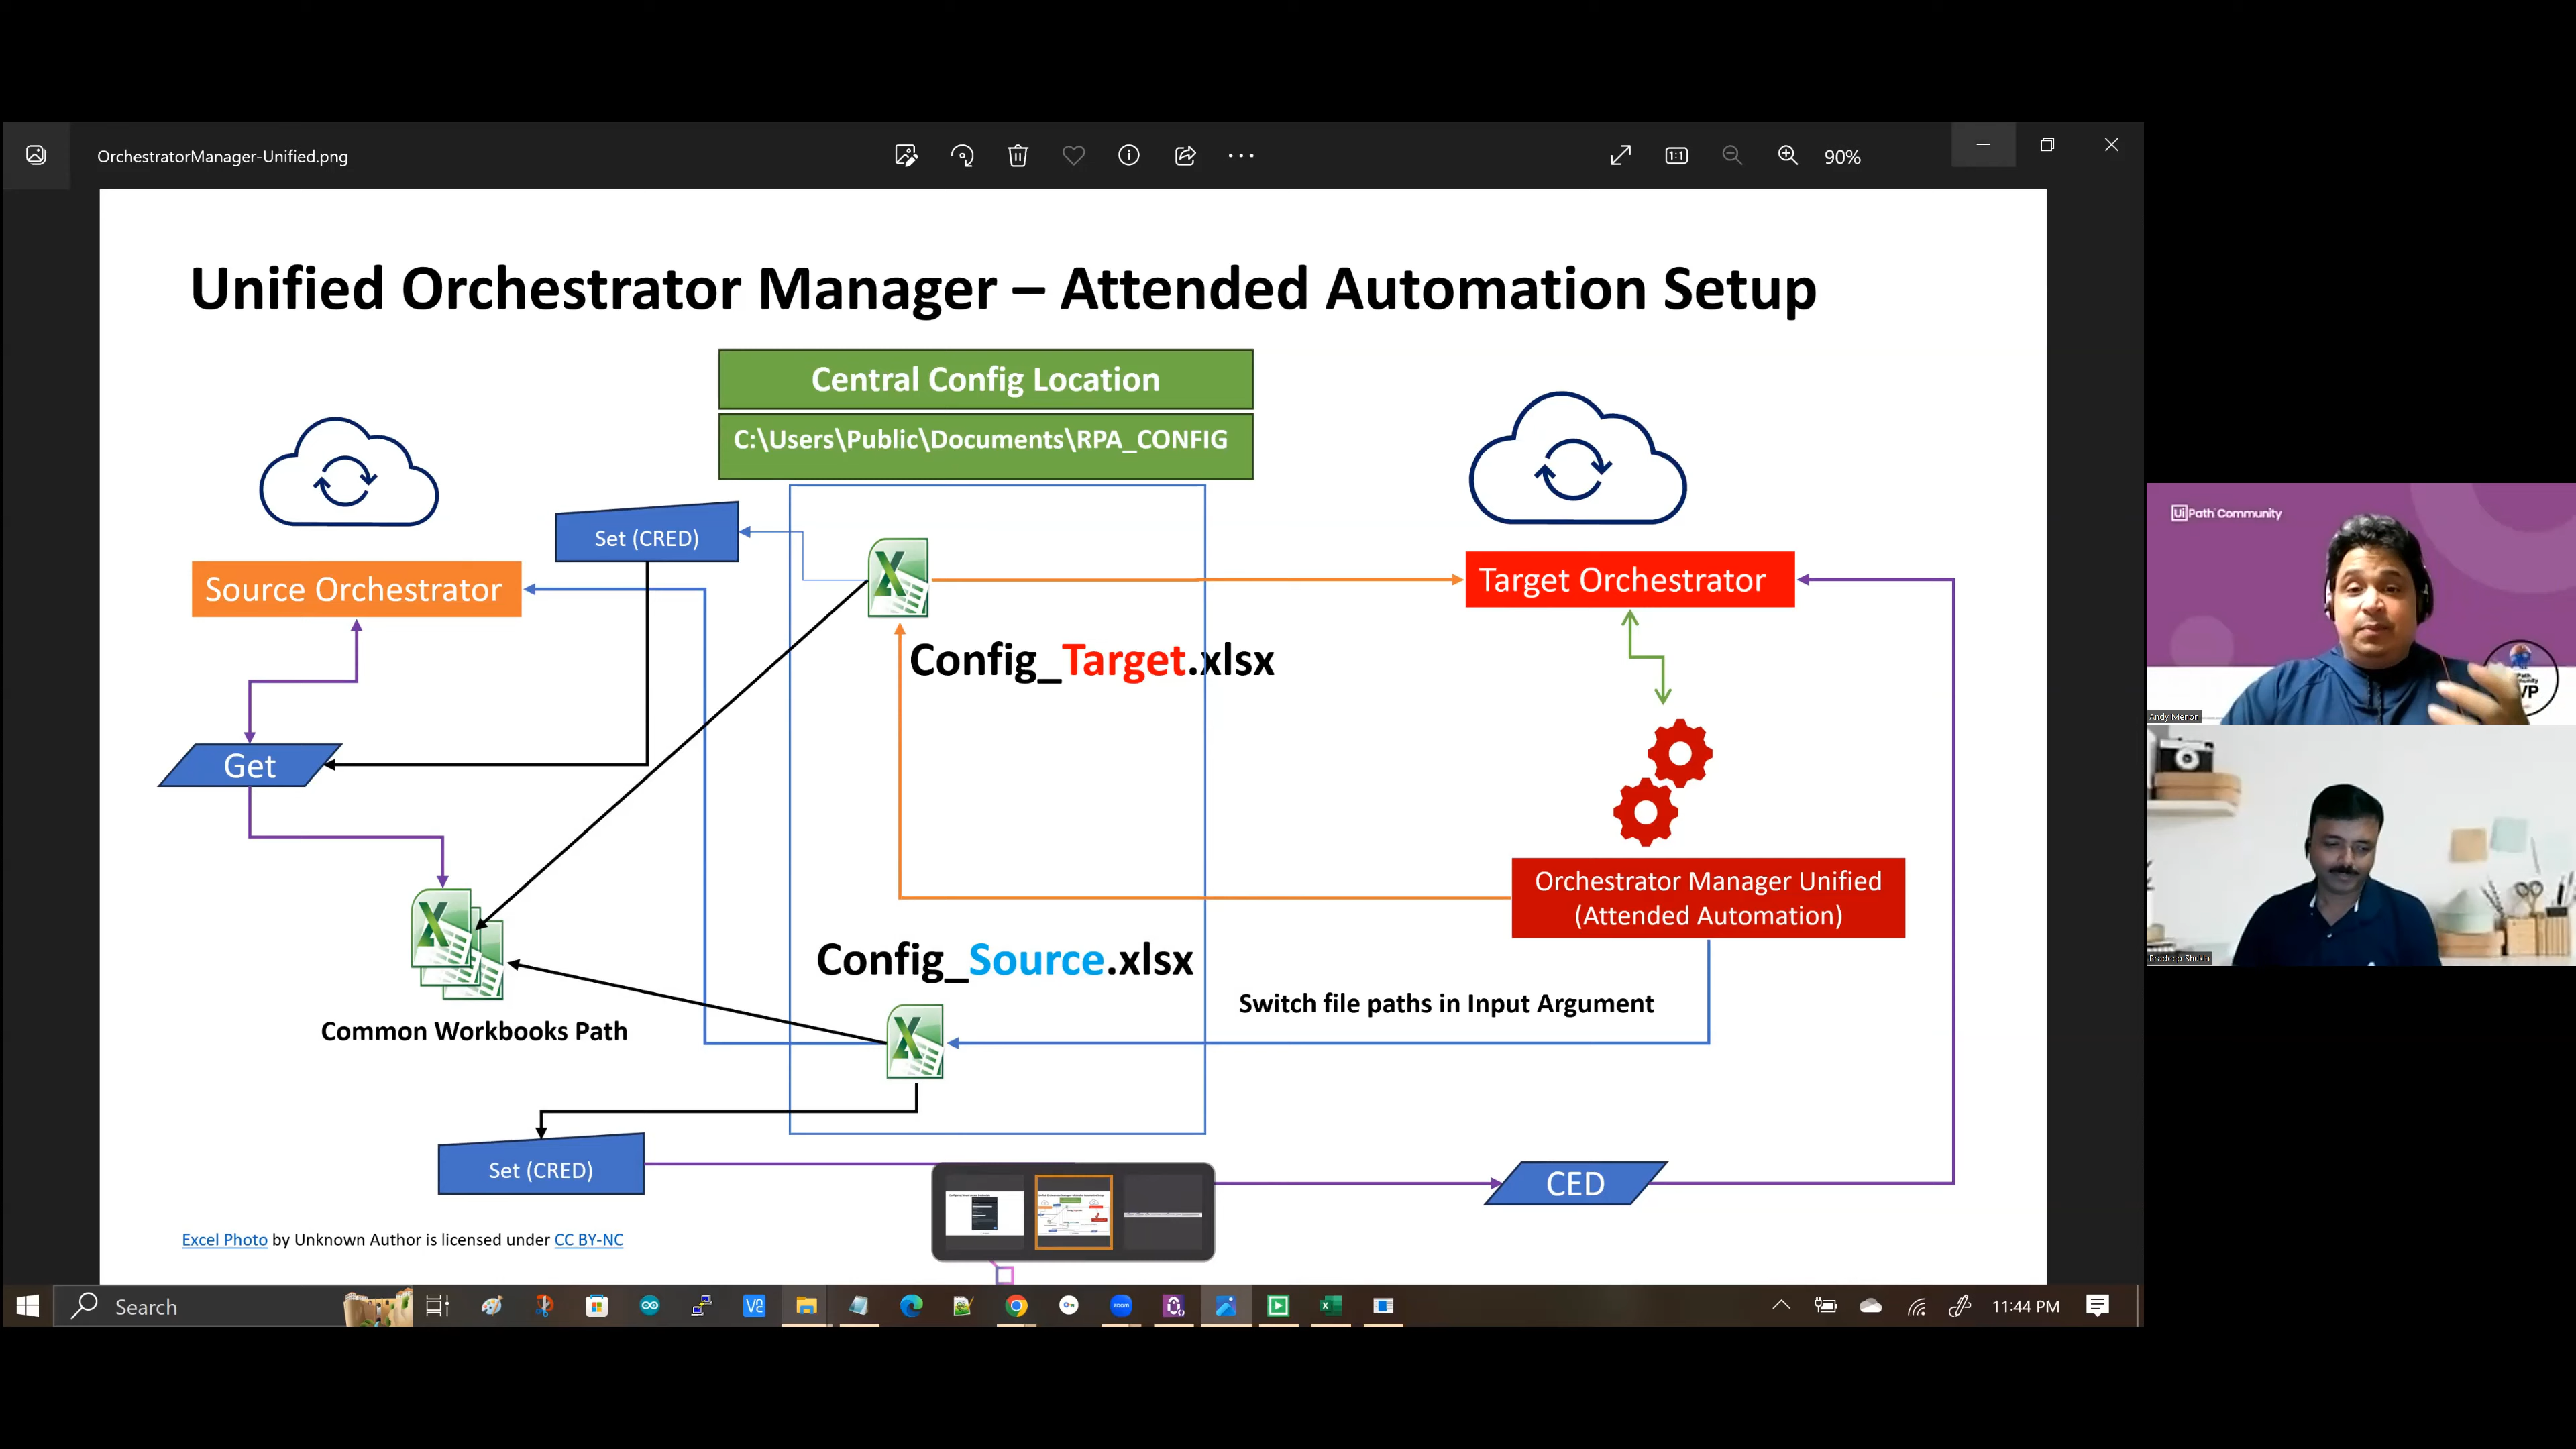 OrchestratorManager-Unified.png
90%
Unified Orchestrator Manager – Attended Automation Setup
Central Config Location
C:\Users\Public\Documents\RPA_CONFIG
Set (CRED)
Source Orchestrator
Target Orchestrator
Config_Target.xlsx
Get
Orchestrator Manager Unified
(Attended Automation)
Config_Source.xlsx
Switch file paths in Input Argument
Common Workbooks Path
Set (CRED)
CED
Excel Photo by Unknown Author is licensed under CC BY-NC
UiPath Community
Andy Menon
Pradeep Shukla
Search
zoom
11:44 PM